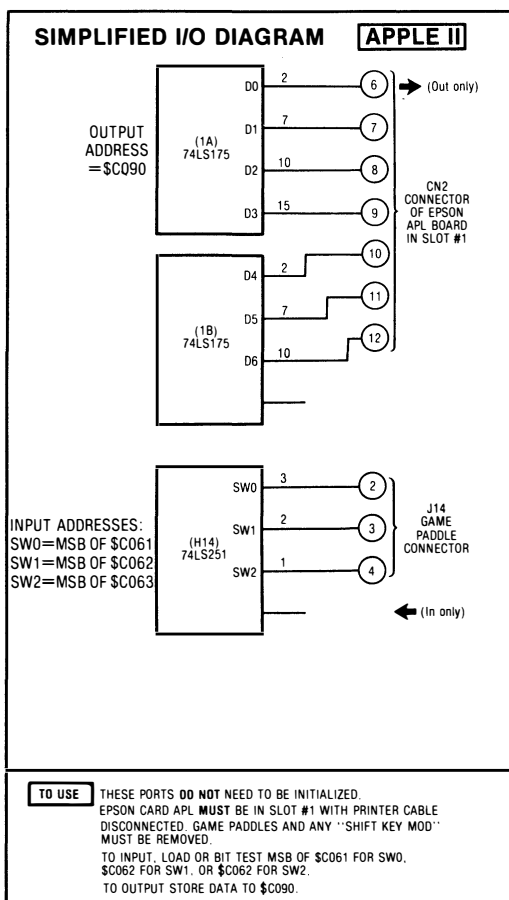 SIMPLIFIED I/O DIAGRAM APPLE II
D0 2 6 (Out only)
OUTPUT
ADDRESS
=$C090
(1A)
74LS175
D1 7 7
D2 10 8
D3 15 9
CN2
CONNECTOR
OF EPSON
APL BOARD
IN SLOT #1
D4 2 10
(1B)
74LS175
D5 7 11
D6 10 12
SW0 3 2
INPUT ADDRESSES:
SW0=MSB OF $C061
SW1=MSB OF $C062
SW2=MSB OF $C063
(H14)
74LS251
SW1 2 3
SW2 1 4
J14
GAME
PADDLE
CONNECTOR
(In only)
TO USE THESE PORTS DO NOT NEED TO BE INITIALIZED.
EPSON CARD APL MUST BE IN SLOT #1 WITH PRINTER CABLE
DISCONNECTED. GAME PADDLES AND ANY "SHIFT KEY MOD"
MUST BE REMOVED.
TO INPUT, LOAD OR BIT TEST MSB OF $C061 FOR SW0,
$C062 FOR SW1, OR $C062 FOR SW2.
TO OUTPUT STORE DATA TO $C090.